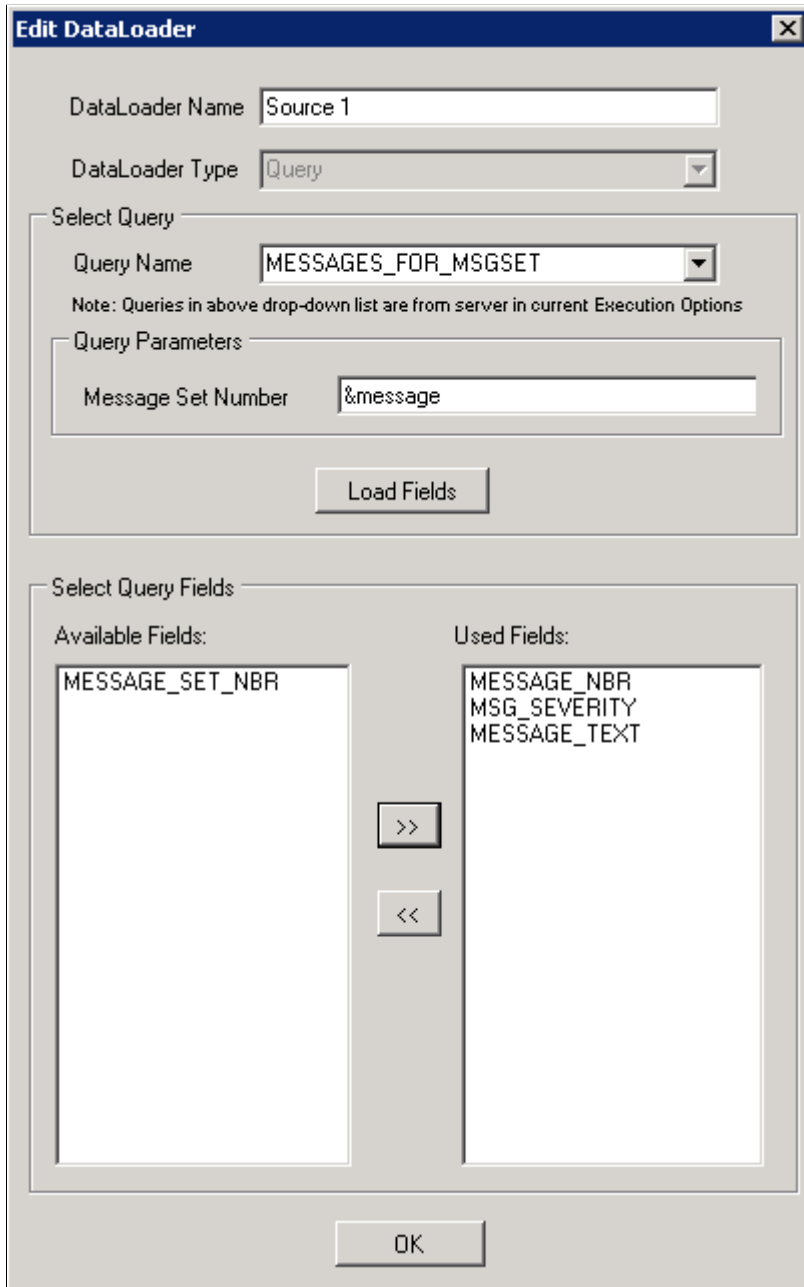 Edit DataLoader
DataLoader Name Source 1
DataLoader Type Query
Select Query
Query Name MESSAGES_FOR_MSGSET
Note: Queries in above drop-down list are from server in current Execution Options
Query Parameters
Message Set Number &message
Load Fields
Select Query Fields
Available Fields:
MESSAGE_SET_NBR
Used Fields:
MESSAGE_NBR
MSG_SEVERITY
MESSAGE_TEXT
>>
<<
OK